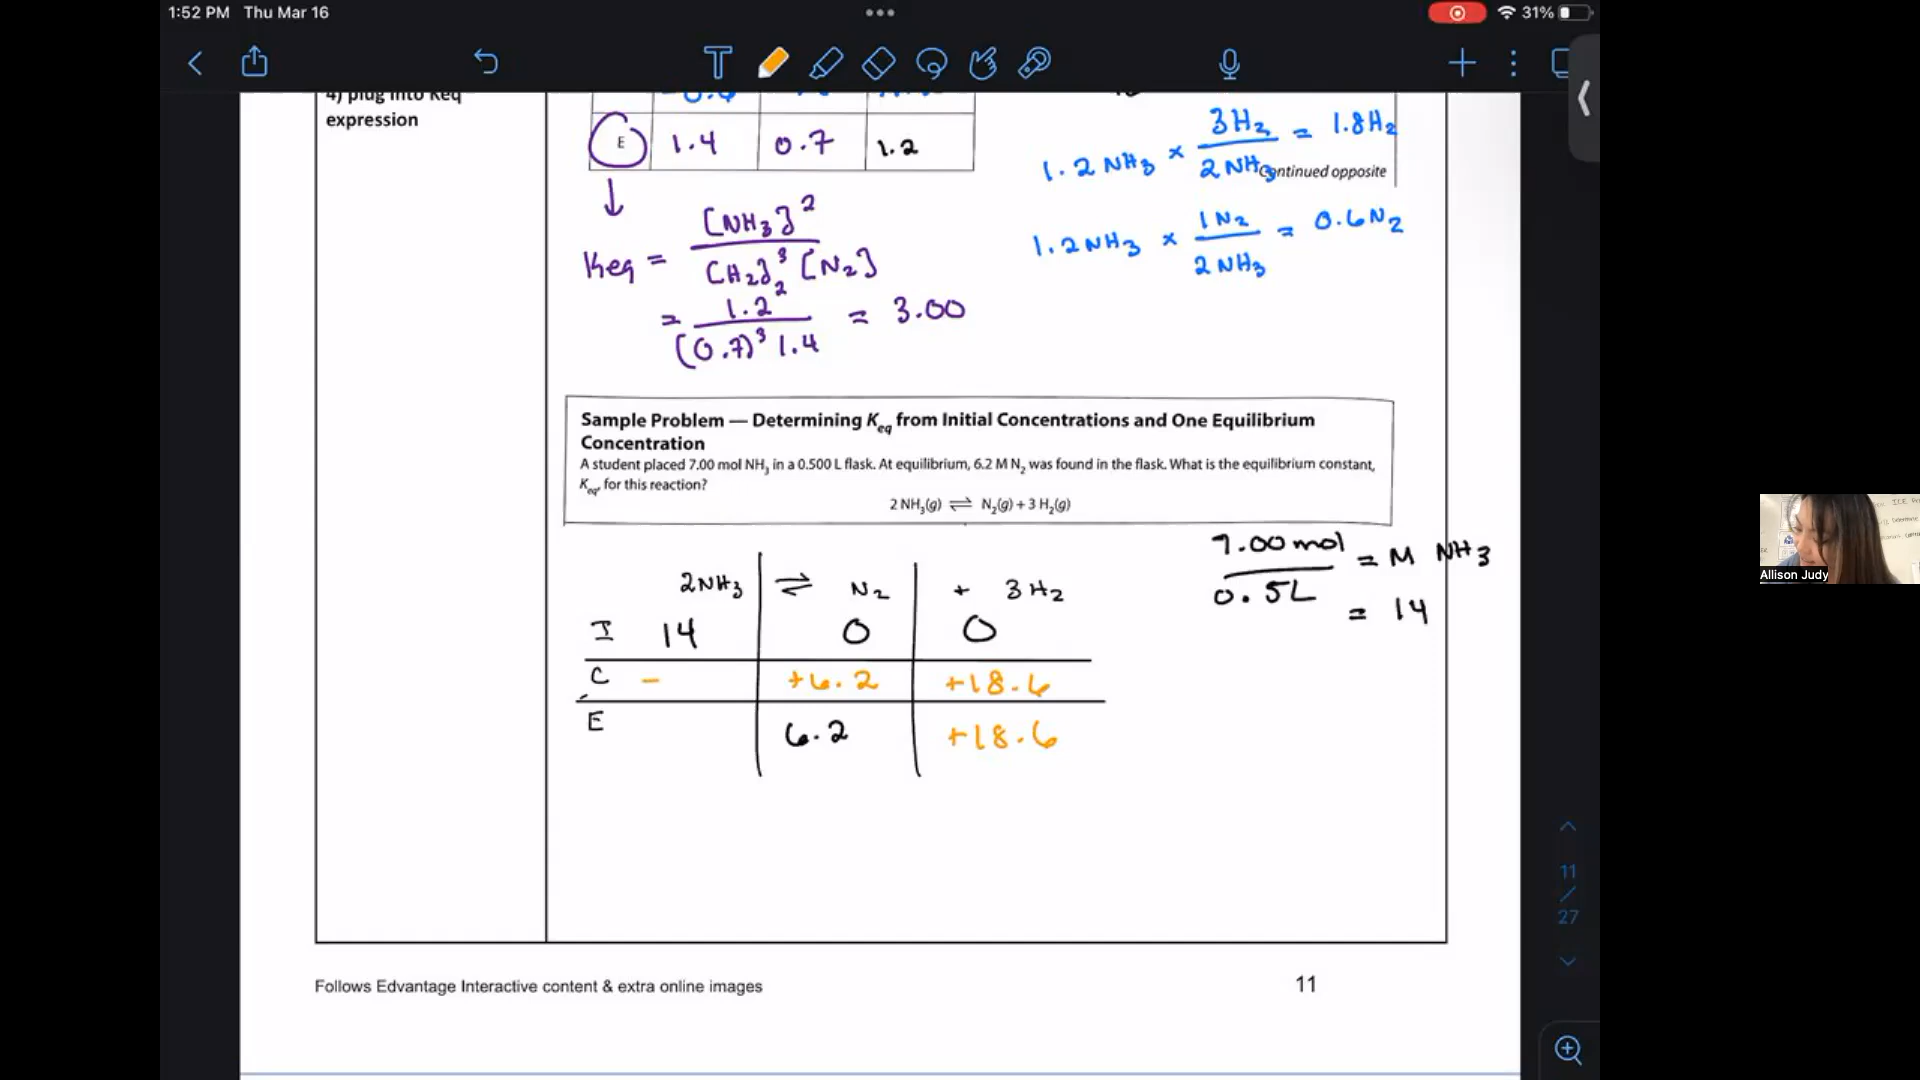 1:52 PM Thu Mar 16
31%
4) plug into Keq
expression
E 1.4 0.7 1.2
1.2 NH3 × 3H2 / 2NH3 = 1.8H2
Continued opposite
1.2NH3 × 1N2 / 2NH3 = 0.6N2
Keq = [NH3]² / [H2]³ [N2]
= 1.2² / (0.7)³ 1.4 = 3.00
Sample Problem — Determining Keq from Initial Concentrations and One Equilibrium
Concentration
A student placed 7.00 mol NH3 in a 0.500 L flask. At equilibrium, 6.2 M N2 was found in the flask. What is the equilibrium constant,
Keq, for this reaction?
2 NH3(g) ⇌ N2(g) + 3 H2(g)
7.00 mol / 0.5L = M NH3
= 14
2NH3 ⇌ N2 + 3H2
I 14 0 0
C - +6.2 +18.6
E 6.2 +18.6
Allison Judy
11
/
27
Follows Edvantage Interactive content & extra online images 11